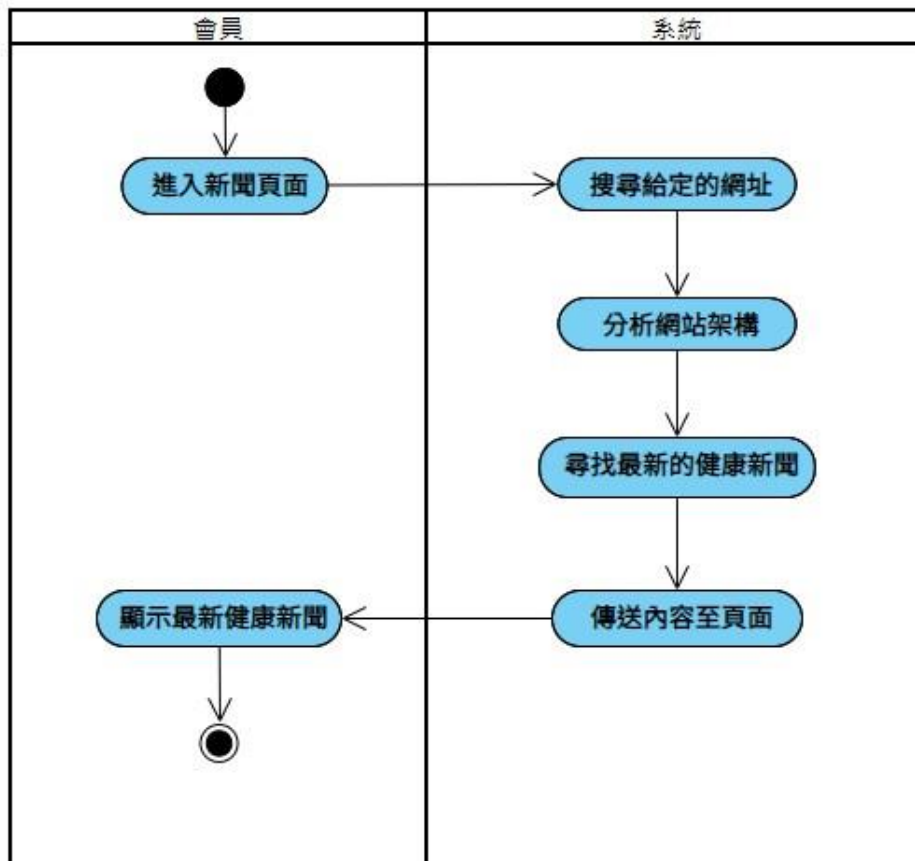 會員
系統
進入新聞頁面
搜尋給定的網址
分析網站架構
尋找最新的健康新聞
傳送內容至頁面
顯示最新健康新聞